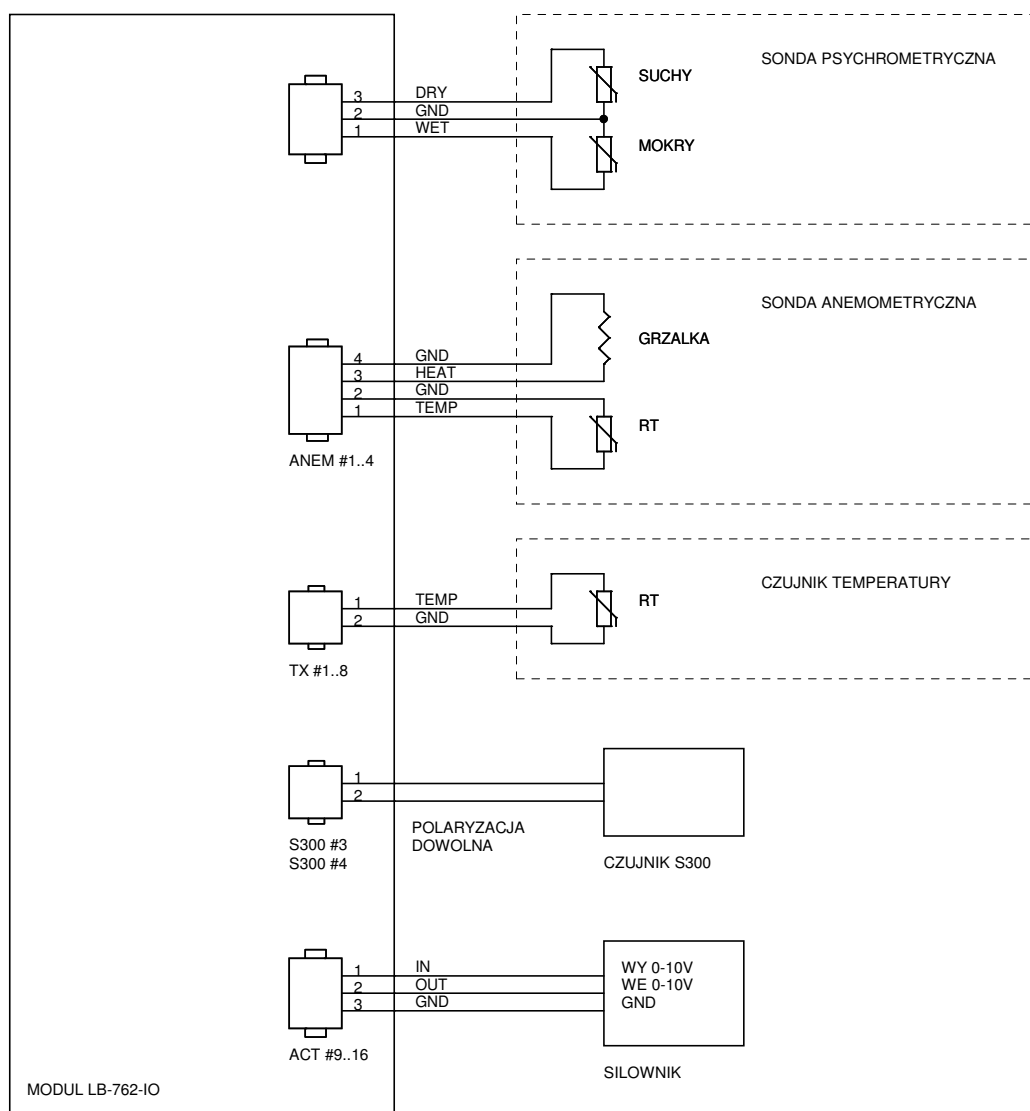 SONDA PSYCHROMETRYCZNA
SUCHY
3 DRY
2 GND
1 WET
MOKRY
SONDA ANEMOMETRYCZNA
GRZALKA
4 GND
3 HEAT
2 GND
1 TEMP
RT
ANEM #1..4
CZUJNIK TEMPERATURY
RT
1 TEMP
2 GND
TX #1..8
1
2
POLARYZACJA
DOWOLNA
S300 #3
S300 #4
CZUJNIK S300
1 IN WY 0-10V
2 OUT WE 0-10V
3 GND GND
ACT #9..16
SILOWNIK
MODUL LB-762-IO